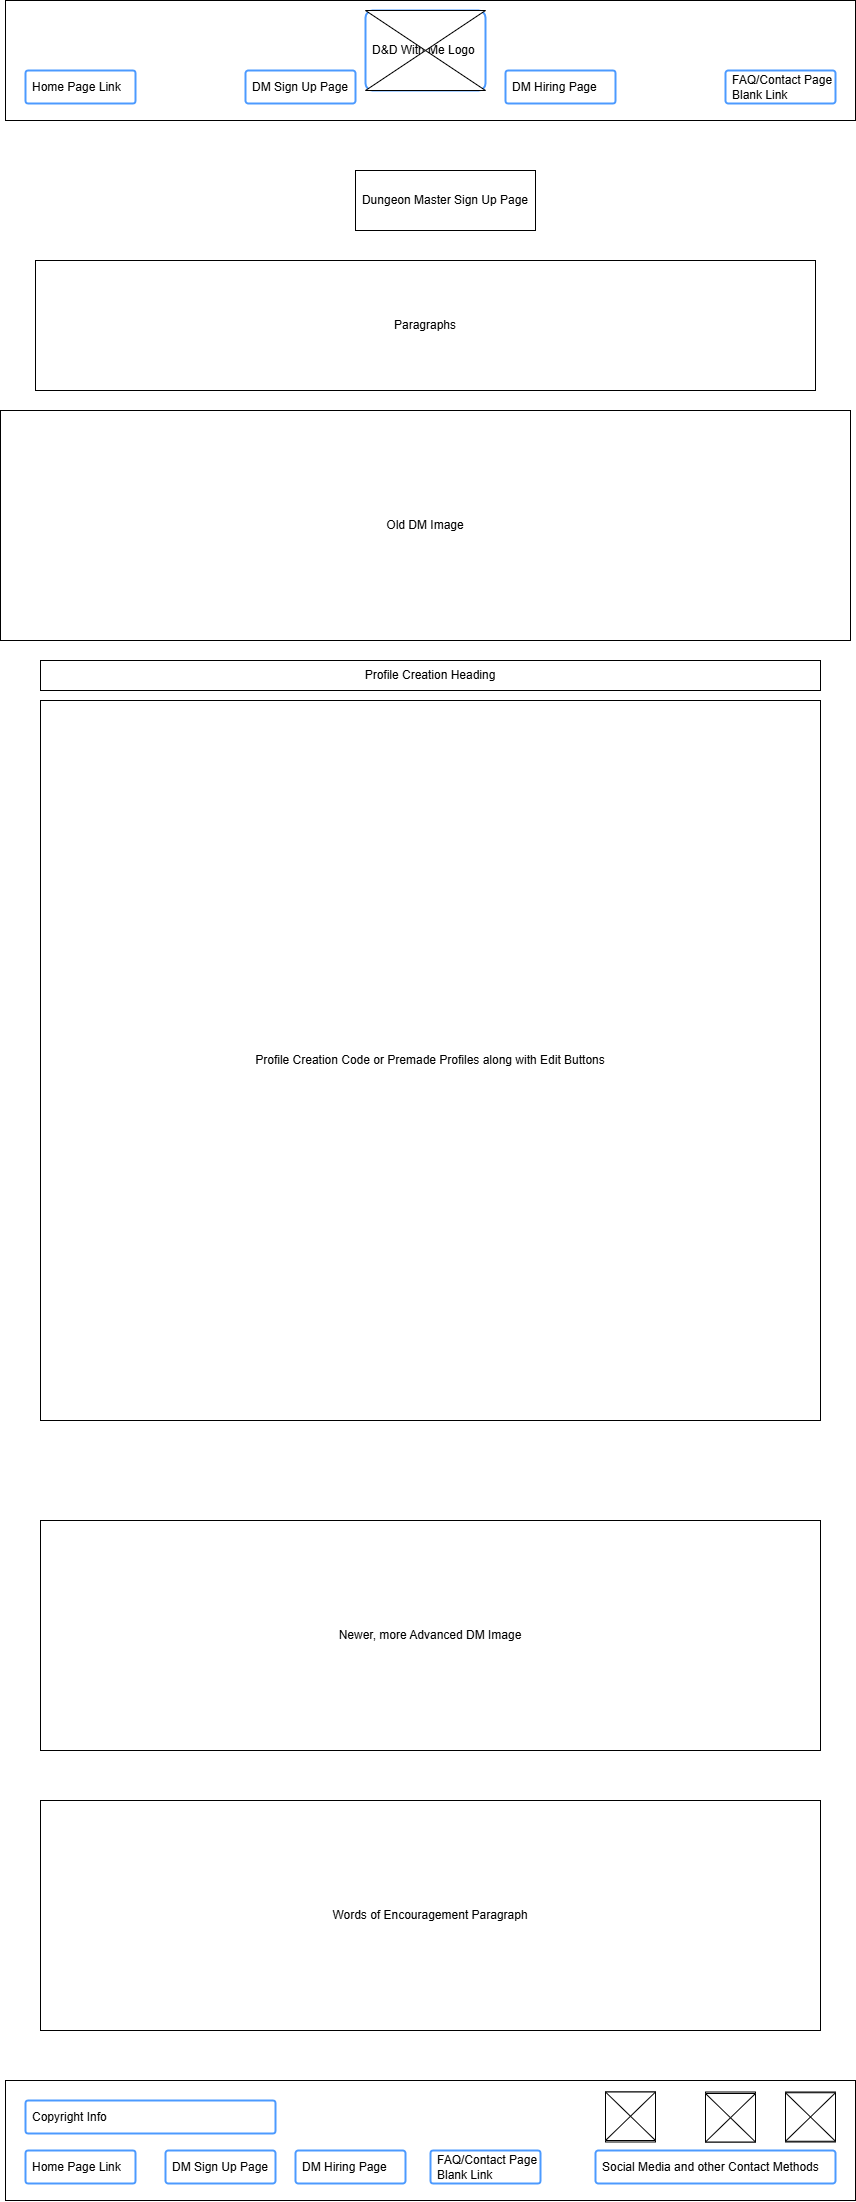 D&D With Me Logo
Home Page Link
DM Sign Up Page
DM Hiring Page
FAQ/Contact Page
Blank Link
Dungeon Master Sign Up Page
Paragraphs
Old DM Image
Profile Creation Heading
Profile Creation Code or Premade Profiles along with Edit Buttons
Newer, more Advanced DM Image
Words of Encouragement Paragraph
Copyright Info
Home Page Link
DM Sign Up Page
DM Hiring Page
FAQ/Contact Page
Blank Link
Social Media and other Contact Methods